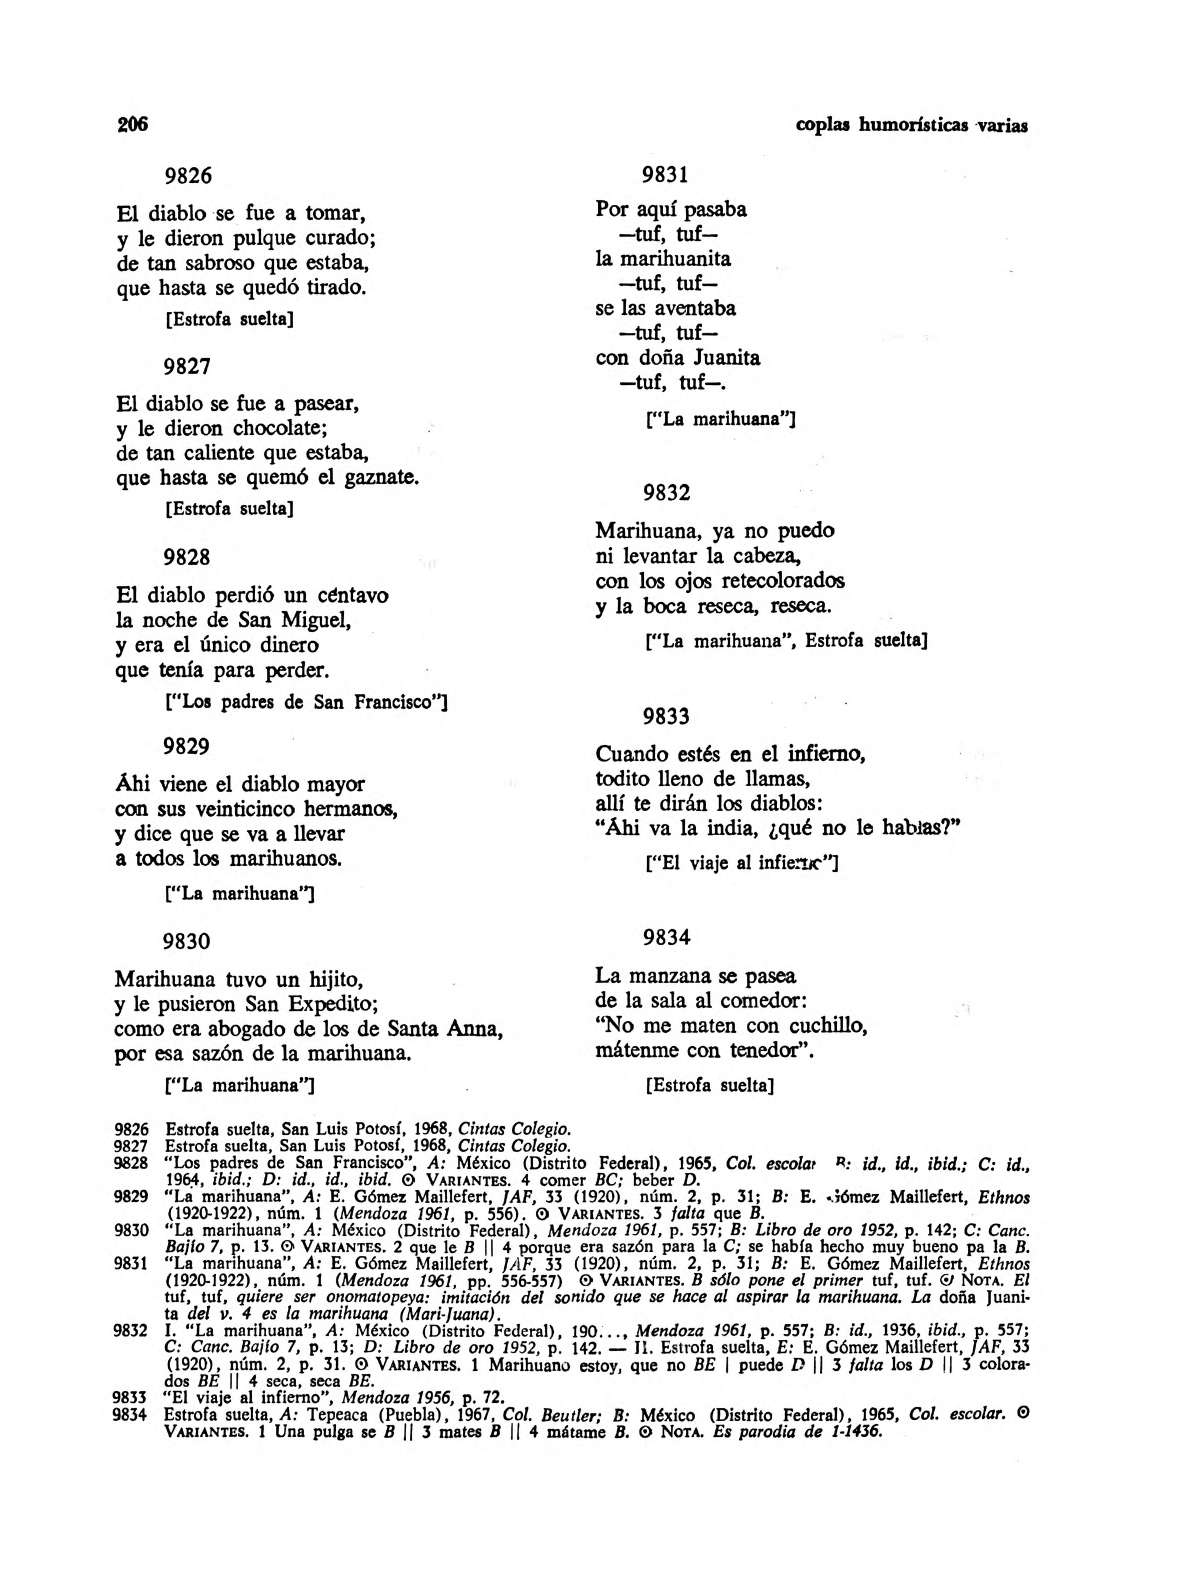 206
coplas humorísticas varias
9826
El diablo se fue a tomar,
y le dieron pulque curado;
de tan sabroso que estaba,
que hasta se quedó tirado.
[Estrofa suelta]
9827
El diablo se fue a pasear,
y le dieron chocolate;
de tan caliente que estaba,
que hasta se quemó el gaznate.
[Estrofa suelta]
9828
El diablo perdió un céntavo
la noche de San Miguel,
y era el único dinero
que tenía para perder.
["Los padres de San Francisco"]
9829
Áhi viene el diablo mayor
con sus veinticinco hermanos,
y dice que se va a llevar
a todos los marihuanos.
["La marihuana"]
9830
Marihuana tuvo un hijito,
y le pusieron San Expedito;
como era abogado de los de Santa Anna,
por esa sazón de la marihuana.
["La marihuana"]
9831
Por aquí pasaba
—tuf, tuf—
la marihuanita
—tuf, tuf—
se las aventaba
—tuf, tuf—
con doña Juanita
—tuf, tuf—.
["La marihuana"]
9832
Marihuana, ya no puedo
ni levantar la cabeza,
con los ojos retecolorados
y la boca reseca, reseca.
["La marihuana", Estrofa suelta]
9833
Cuando estés en el infierno,
todito lleno de llamas,
allí te dirán los diablos:
"Áhi va la india, ¿qué no le hablas?"
["El viaje al infierno"]
9834
La manzana se pasea
de la sala al comedor:
"No me maten con cuchillo,
mátenme con tenedor".
[Estrofa suelta]
9826 Estrofa suelta, San Luis Potosí, 1968, Cintas Colegio.
9827 Estrofa suelta, San Luis Potosí, 1968, Cintas Colegio.
9828 "Los padres de San Francisco", A: México (Distrito Federal), 1965, Col. escolar B: id., id., ibid.; C: id.,
1964, ibid.; D: id., id., ibid. ⊙ VARIANTES. 4 comer BC; beber D.
9829 "La marihuana", A: E. Gómez Maillefert, JAF, 33 (1920), núm. 2, p. 31; B: E. Gómez Maillefert, Ethnos
(1920-1922), núm. 1 (Mendoza 1961, p. 556). ⊙ VARIANTES. 3 falta que B.
9830 "La marihuana", A: México (Distrito Federal), Mendoza 1961, p. 557; B: Libro de oro 1952, p. 142; C: Canc.
Bajío 7, p. 13. ⊙ VARIANTES. 2 que le B || 4 porque era sazón para la C; se había hecho muy bueno pa la B.
9831 "La marihuana", A: E. Gómez Maillefert, JAF, 33 (1920), núm. 2, p. 31; B: E. Gómez Maillefert, Ethnos
(1920-1922), núm. 1 (Mendoza 1961, pp. 556-557) ⊙ VARIANTES. B sólo pone el primer tuf, tuf. ⊙ NOTA. El
tuf, tuf, quiere ser onomatopeya: imitación del sonido que se hace al aspirar la marihuana. La doña Juani-
ta del v. 4 es la marihuana (Mari-Juana).
9832 I. "La marihuana", A: México (Distrito Federal), 190..., Mendoza 1961, p. 557; B: id., 1936, ibid., p. 557;
C: Canc. Bajío 7, p. 13; D: Libro de oro 1952, p. 142. — II. Estrofa suelta, E: E. Gómez Maillefert, JAF, 33
(1920), núm. 2, p. 31. ⊙ VARIANTES. 1 Marihuano estoy, que no BE | puede D || 3 falta los D || 3 colora-
dos BE || 4 seca, seca BE.
9833 "El viaje al infierno", Mendoza 1956, p. 72.
9834 Estrofa suelta, A: Tepeaca (Puebla), 1967, Col. Beutler; B: México (Distrito Federal), 1965, Col. escolar. ⊙
VARIANTES. 1 Una pulga se B || 3 mates B || 4 mátame B. ⊙ NOTA. Es parodia de 1-1436.